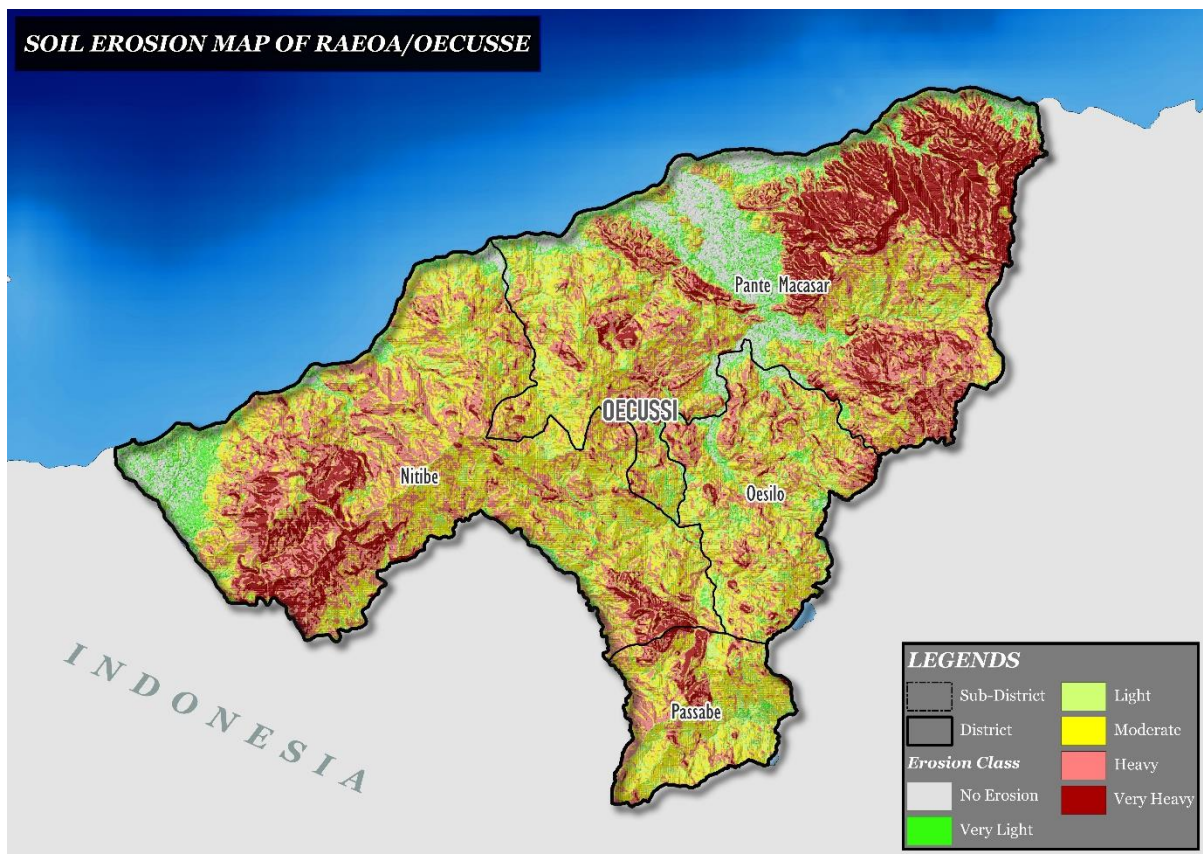 SOIL EROSION MAP OF RAEOA/OECUSSE
Pante Macasar
OECUSSI
Nitibe
Oesilo
Passabe
INDONESIA
LEGENDS
Sub-District
District
Erosion Class
No Erosion
Very Light
Light
Moderate
Heavy
Very Heavy